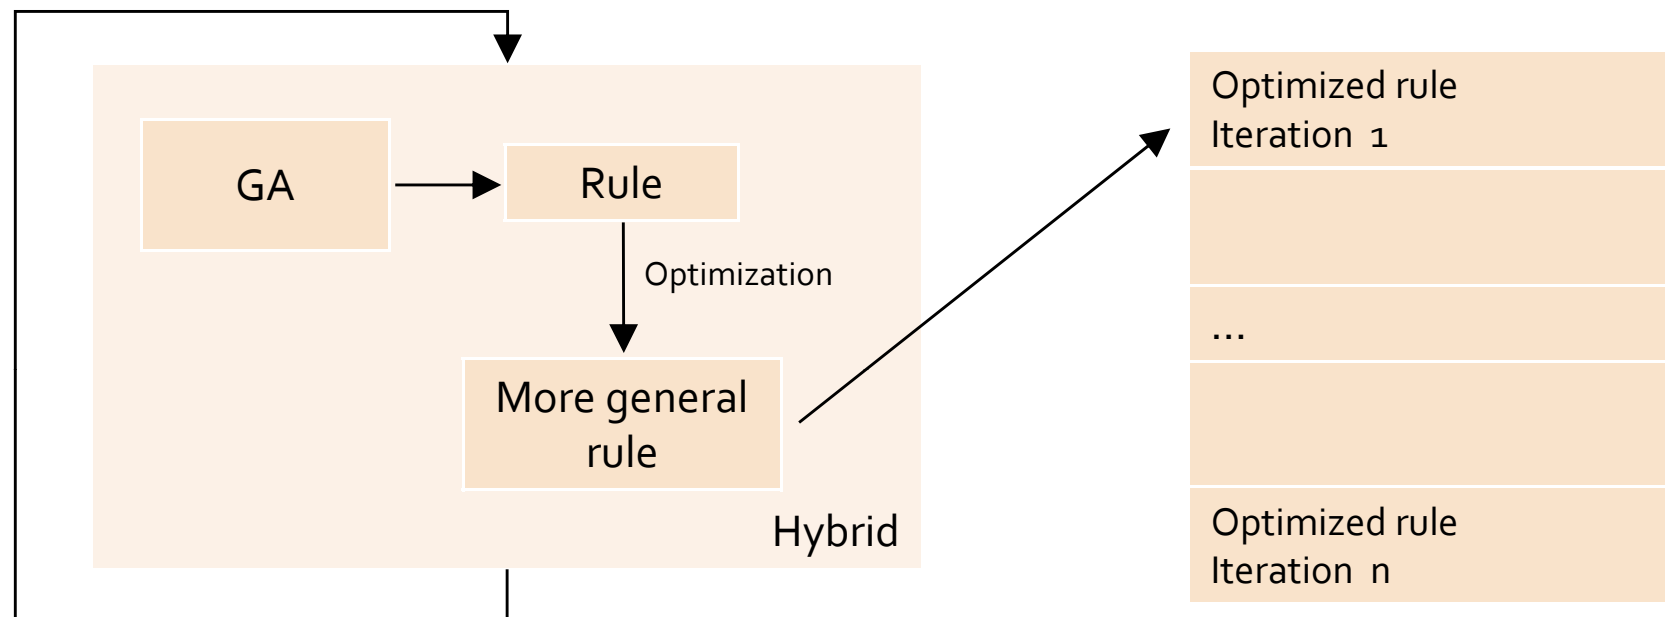 GA
Rule
Optimization
More general
rule
Hybrid
Optimized rule
Iteration 1
...
Optimized rule
Iteration n